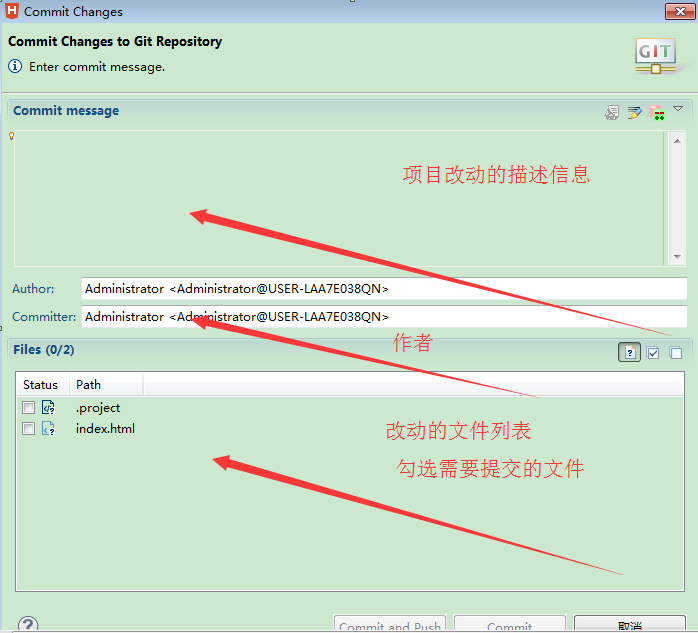 Commit Changes
Commit Changes to Git Repository
Enter commit message.
GIT
Commit message
项目改动的描述信息
Author: Administrator <Administrator@USER-LAA7E038QN>
Committer: Administrator <Administrator@USER-LAA7E038QN>
作者
Files (0/2)
Status Path
.project
index.html
改动的文件列表
勾选需要提交的文件
Commit and Push Commit 取消